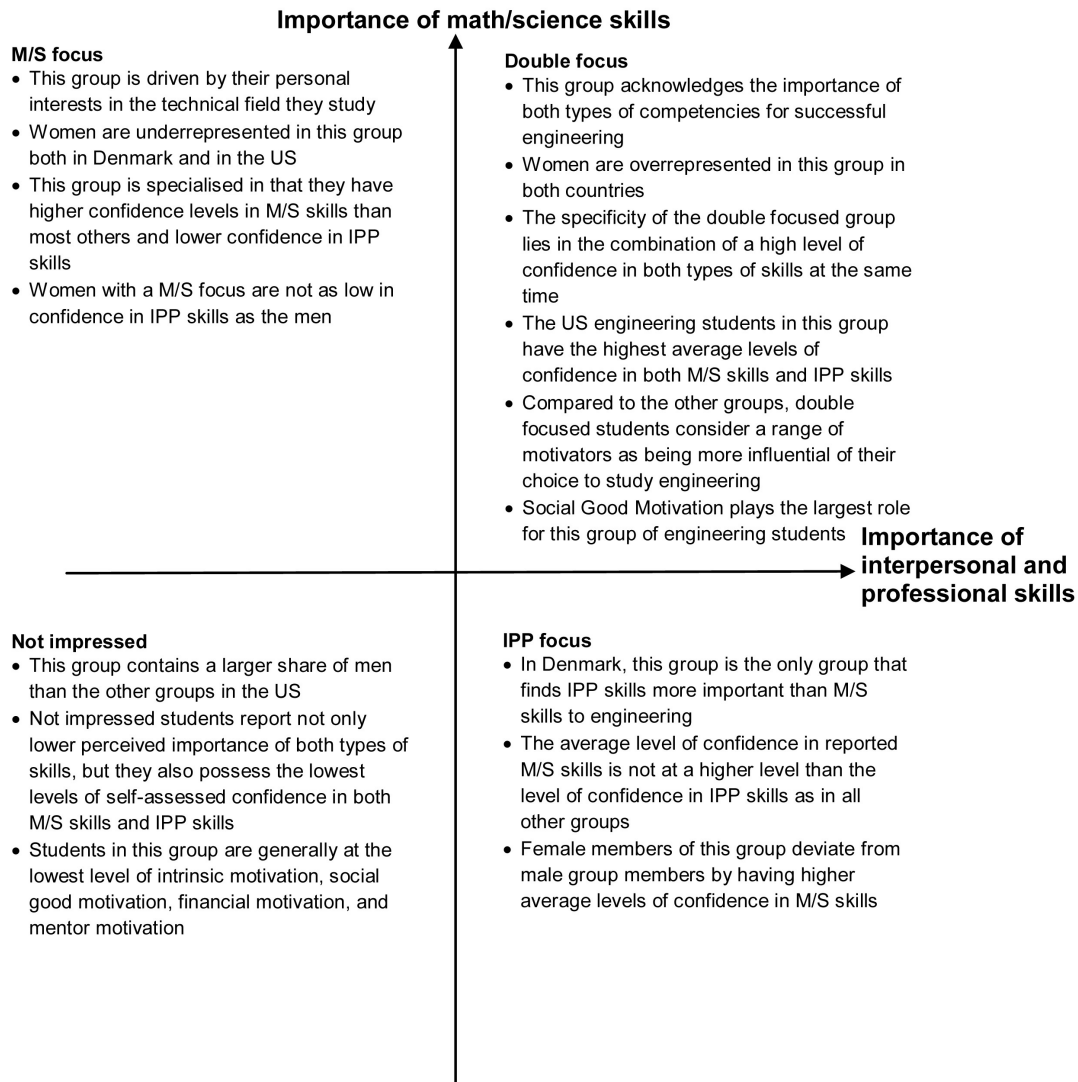 Importance of math/science skills
M/S focus
• This group is driven by their personal
interests in the technical field they study
• Women are underrepresented in this group
both in Denmark and in the US
• This group is specialised in that they have
higher confidence levels in M/S skills than
most others and lower confidence in IPP
skills
• Women with a M/S focus are not as low in
confidence in IPP skills as the men
Double focus
• This group acknowledges the importance of
both types of competencies for successful
engineering
• Women are overrepresented in this group in
both countries
• The specificity of the double focused group
lies in the combination of a high level of
confidence in both types of skills at the same
time
• The US engineering students in this group
have the highest average levels of
confidence in both M/S skills and IPP skills
• Compared to the other groups, double
focused students consider a range of
motivators as being more influential of their
choice to study engineering
• Social Good Motivation plays the largest role
for this group of engineering students
Importance of
interpersonal and
professional skills
Not impressed
• This group contains a larger share of men
than the other groups in the US
• Not impressed students report not only
lower perceived importance of both types of
skills, but they also possess the lowest
levels of self-assessed confidence in both
M/S skills and IPP skills
• Students in this group are generally at the
lowest level of intrinsic motivation, social
good motivation, financial motivation, and
mentor motivation
IPP focus
• In Denmark, this group is the only group that
finds IPP skills more important than M/S
skills to engineering
• The average level of confidence in reported
M/S skills is not at a higher level than the
level of confidence in IPP skills as in all
other groups
• Female members of this group deviate from
male group members by having higher
average levels of confidence in M/S skills